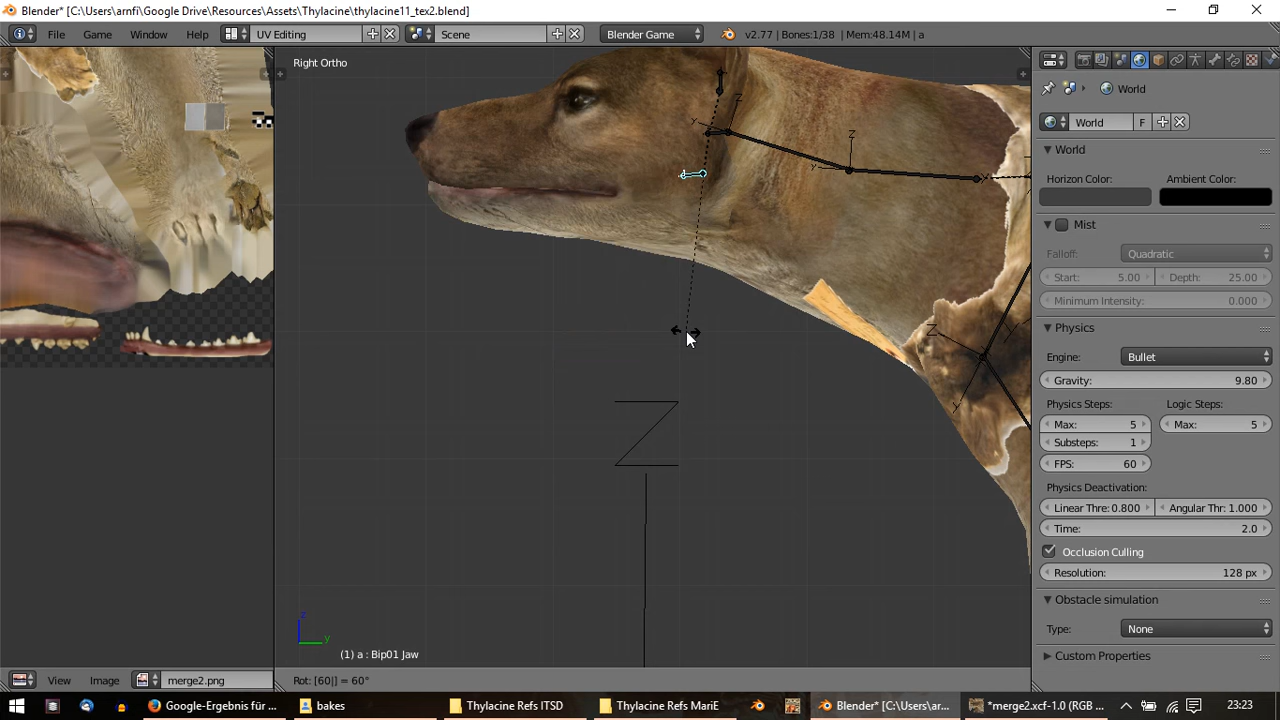 Blender* [C:\Users\arnfi\Google Drive\Resources\Assets\Thylacine\thylacine11_tex2.blend]
File Game Window Help UV Editing Scene Blender Game v2.77 | Bones:1/38 | Mem:48.14M | a
Right Ortho
World
World F
World
Horizon Color: Ambient Color:
Mist
Falloff: Quadratic
Start: 5.00 Depth: 25.00
Minimum Intensity: 0.000
Physics
Engine: Bullet
Gravity: 9.80
Physics Steps: Logic Steps:
Max: 5 Max: 5
Substeps: 1
FPS: 60
Physics Deactivation:
Linear Thre: 0.800 Angular Thr: 1.000
Time: 2.0
Occlusion Culling
Resolution: 128 px
Obstacle simulation
Type: None
Custom Properties
Z
Y
Z
Y
Z
Y
Z
z
y
(1) a : Bip01 Jaw
View Image merge2.png Rot: [60|] = 60°
Google-Ergebnis für ... bakes Thylacine Refs ITSD Thylacine Refs MariE Blender* [C:\Users\ar... *merge2.xcf-1.0 (RGB ... 23:23